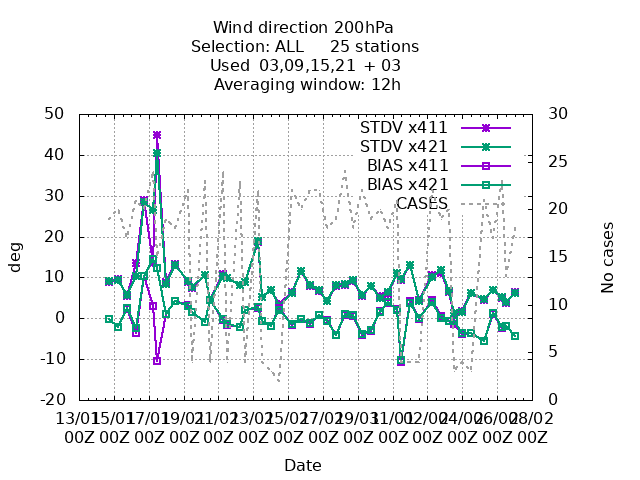 Wind direction 200hPa
Selection: ALL 25 stations
Used 03,09,15,21 + 03
Averaging window: 12h
50
40
30
20
10
0
-10
-20
deg
30
25
20
15
10
5
0
No cases
STDV x411
STDV x421
BIAS x411
BIAS x421
CASES
13/01 15/01 17/01 19/01 21/01 23/01 25/01 27/01 29/01 31/01 02/02 04/02 06/02 08/02
00Z 00Z 00Z 00Z 00Z 00Z 00Z 00Z 00Z 00Z 00Z 00Z 00Z 00Z
Date